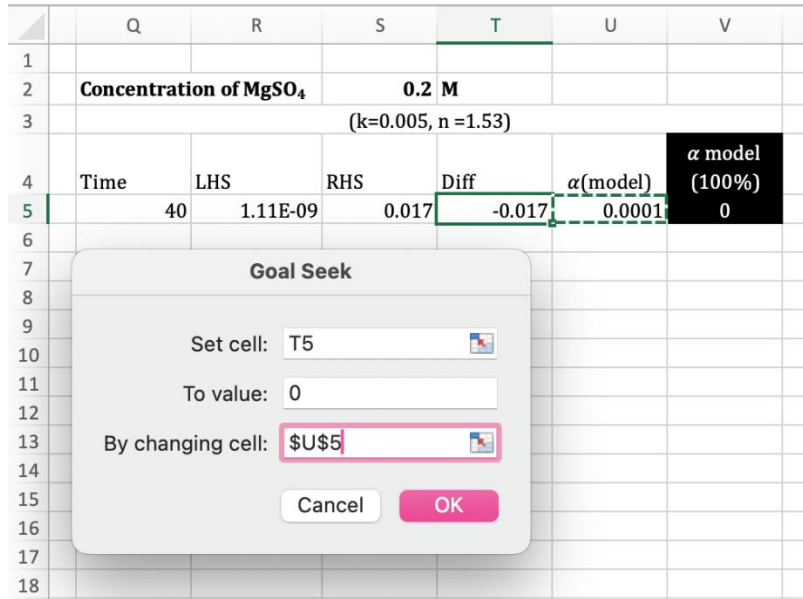 Q R S T U V
1
2 Concentration of MgSO₄ 0.2 M
3 (k=0.005, n =1.53)
4 Time LHS RHS Diff α(model) α model (100%)
5 40 1.11E-09 0.017 -0.017 0.0001 0
6
7 Goal Seek
8
9
10 Set cell: T5
11
12 To value: 0
13 By changing cell: $U$5
14
15 Cancel OK
16
17
18